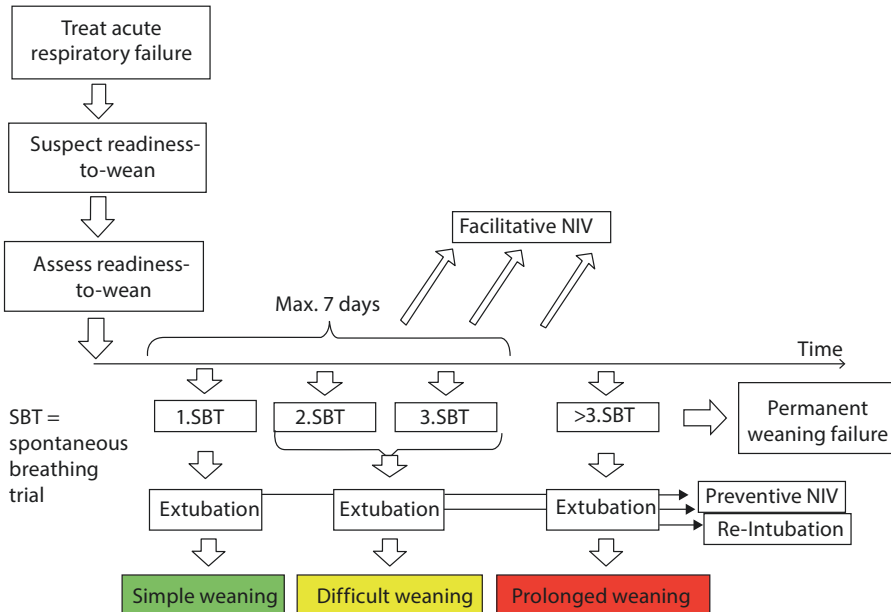 Treat acute
respiratory failure
Suspect readiness-
to-wean
Assess readiness-
to-wean
Facilitative NIV
Max. 7 days
Time
SBT =
spontaneous
breathing
trial
1.SBT
2.SBT
3.SBT
>3.SBT
Permanent
weaning failure
Extubation
Extubation
Extubation
Preventive NIV
Re-Intubation
Simple weaning
Difficult weaning
Prolonged weaning